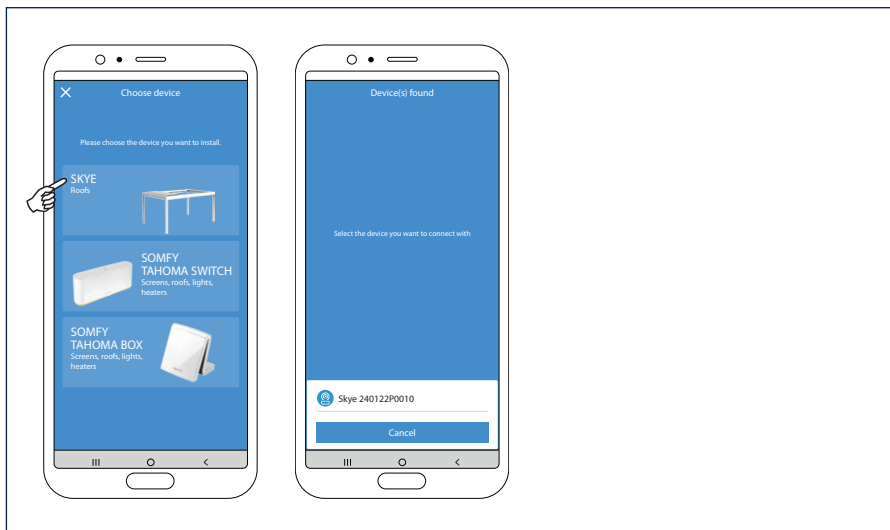 Choose device
Please choose the device you want to install.
SKYE
Roofs
SOMFY
TAHOMA SWITCH
Screens, roofs, lights,
heaters
SOMFY
TAHOMA BOX
Screens, roofs, lights,
heaters
Device(s) found
Select the device you want to connect with
Skye 240122P0010
Cancel